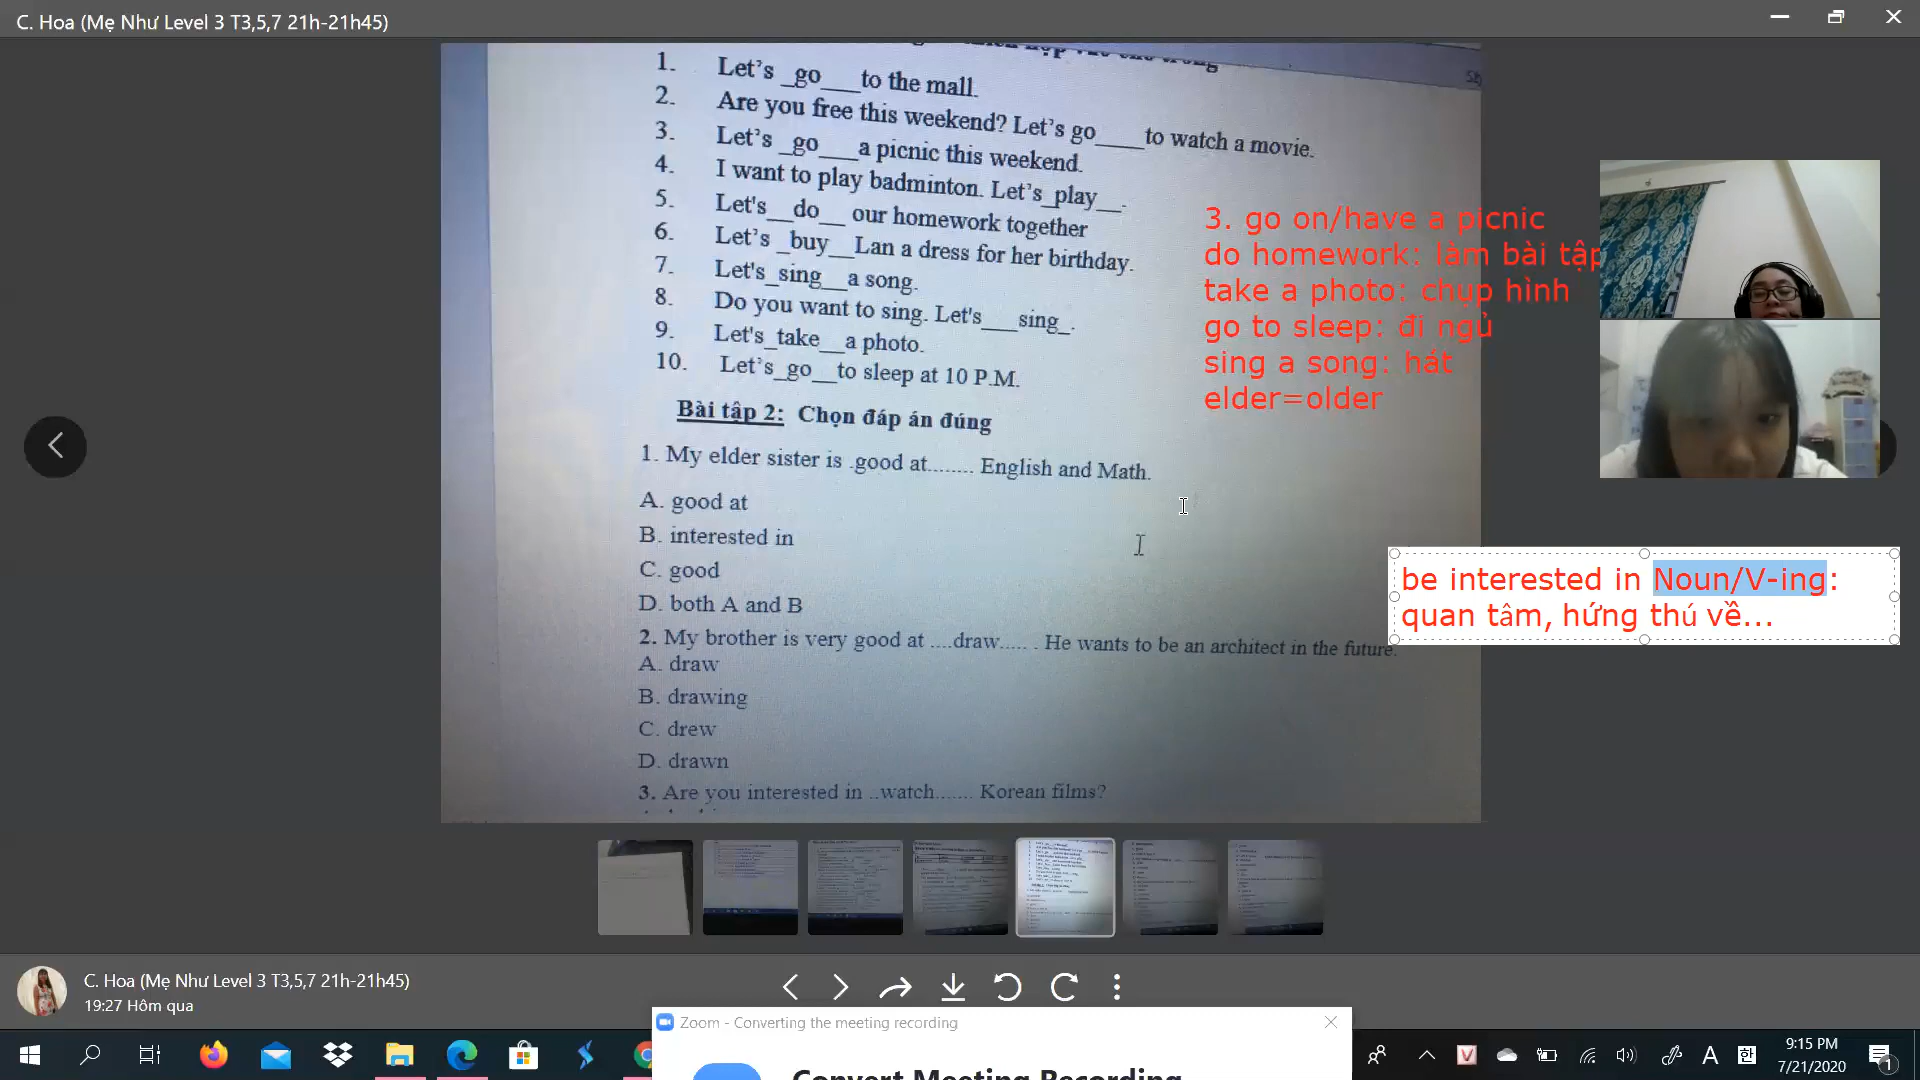 C. Hoa (Mẹ Như Level 3 T3,5,7 21h-21h45)
1. Let's _go___to the mall.
2. Are you free this weekend? Let's go____to watch a movie.
3. Let's _go___a picnic this weekend.
4. I want to play badminton. Let's_play__.
5. Let's__do__ our homework together
6. Let's _buy__Lan a dress for her birthday.
7. Let's_sing__a song.
8. Do you want to sing. Let's___sing_.
9. Let's_take__a photo.
10. Let's_go__to sleep at 10 P.M.
Bài tập 2: Chọn đáp án đúng
1. My elder sister is .good at........ English and Math.
A. good at
B. interested in
C. good
D. both A and B
2. My brother is very good at ....draw..... . He wants to be an architect in the future.
A. draw
B. drawing
C. drew
D. drawn
3. Are you interested in ..watch....... Korean films?
3. go on/have a picnic
do homework: làm bài tập
take a photo: chụp hình
go to sleep: đi ngủ
sing a song: hát
elder=older
be interested in Noun/V-ing:
quan tâm, hứng thú về...
C. Hoa (Mẹ Như Level 3 T3,5,7 21h-21h45)
19:27 Hôm qua
Zoom - Converting the meeting recording
Convert Meeting Recording
A
한
9:15 PM
7/21/2020
1